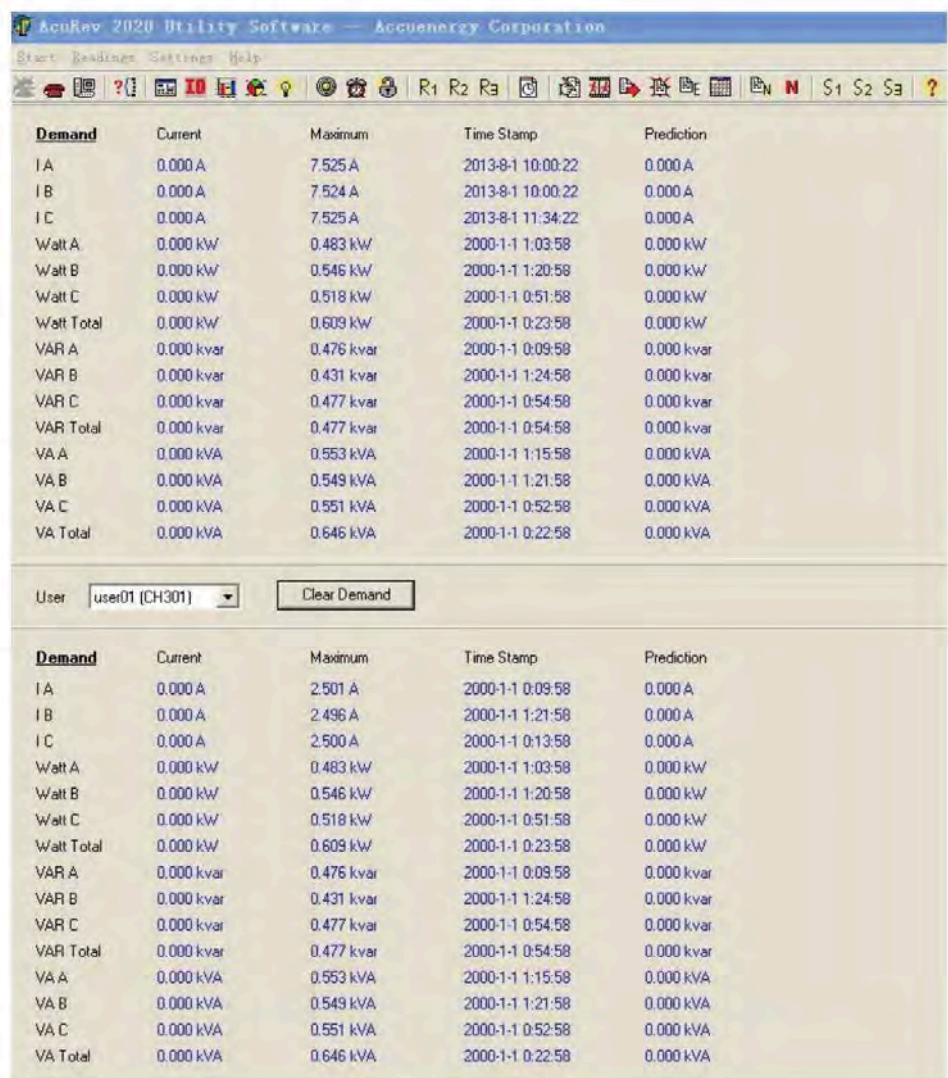 AcuRev 2020 Utility Software -- Accuenergy Corporation
Start Readings Settings Help
?{} IO R1 R2 R3 E N N S1 S2 S3 ?
Demand Current Maximum Time Stamp Prediction
I A 0.000 A 7.525 A 2013-8-1 10:00:22 0.000 A
I B 0.000 A 7.524 A 2013-8-1 10:00:22 0.000 A
I C 0.000 A 7.525 A 2013-8-1 11:34:22 0.000 A
Watt A 0.000 kW 0.483 kW 2000-1-1 1:03:58 0.000 kW
Watt B 0.000 kW 0.546 kW 2000-1-1 1:20:58 0.000 kW
Watt C 0.000 kW 0.518 kW 2000-1-1 0:51:58 0.000 kW
Watt Total 0.000 kW 0.609 kW 2000-1-1 0:23:58 0.000 kW
VAR A 0.000 kvar 0.476 kvar 2000-1-1 0:09:58 0.000 kvar
VAR B 0.000 kvar 0.431 kvar 2000-1-1 1:24:58 0.000 kvar
VAR C 0.000 kvar 0.477 kvar 2000-1-1 0:54:58 0.000 kvar
VAR Total 0.000 kvar 0.477 kvar 2000-1-1 0:54:58 0.000 kvar
VA A 0.000 kVA 0.553 kVA 2000-1-1 1:15:58 0.000 kVA
VA B 0.000 kVA 0.549 kVA 2000-1-1 1:21:58 0.000 kVA
VA C 0.000 kVA 0.551 kVA 2000-1-1 0:52:58 0.000 kVA
VA Total 0.000 kVA 0.646 kVA 2000-1-1 0:22:58 0.000 kVA
User user01 (CH301) Clear Demand
Demand Current Maximum Time Stamp Prediction
I A 0.000 A 2.501 A 2000-1-1 0:09:58 0.000 A
I B 0.000 A 2.496 A 2000-1-1 1:21:58 0.000 A
I C 0.000 A 2.500 A 2000-1-1 0:13:58 0.000 A
Watt A 0.000 kW 0.483 kW 2000-1-1 1:03:58 0.000 kW
Watt B 0.000 kW 0.546 kW 2000-1-1 1:20:58 0.000 kW
Watt C 0.000 kW 0.518 kW 2000-1-1 0:51:58 0.000 kW
Watt Total 0.000 kW 0.609 kW 2000-1-1 0:23:58 0.000 kW
VAR A 0.000 kvar 0.476 kvar 2000-1-1 0:09:58 0.000 kvar
VAR B 0.000 kvar 0.431 kvar 2000-1-1 1:24:58 0.000 kvar
VAR C 0.000 kvar 0.477 kvar 2000-1-1 0:54:58 0.000 kvar
VAR Total 0.000 kvar 0.477 kvar 2000-1-1 0:54:58 0.000 kvar
VA A 0.000 kVA 0.553 kVA 2000-1-1 1:15:58 0.000 kVA
VA B 0.000 kVA 0.549 kVA 2000-1-1 1:21:58 0.000 kVA
VA C 0.000 kVA 0.551 kVA 2000-1-1 0:52:58 0.000 kVA
VA Total 0.000 kVA 0.646 kVA 2000-1-1 0:22:58 0.000 kVA